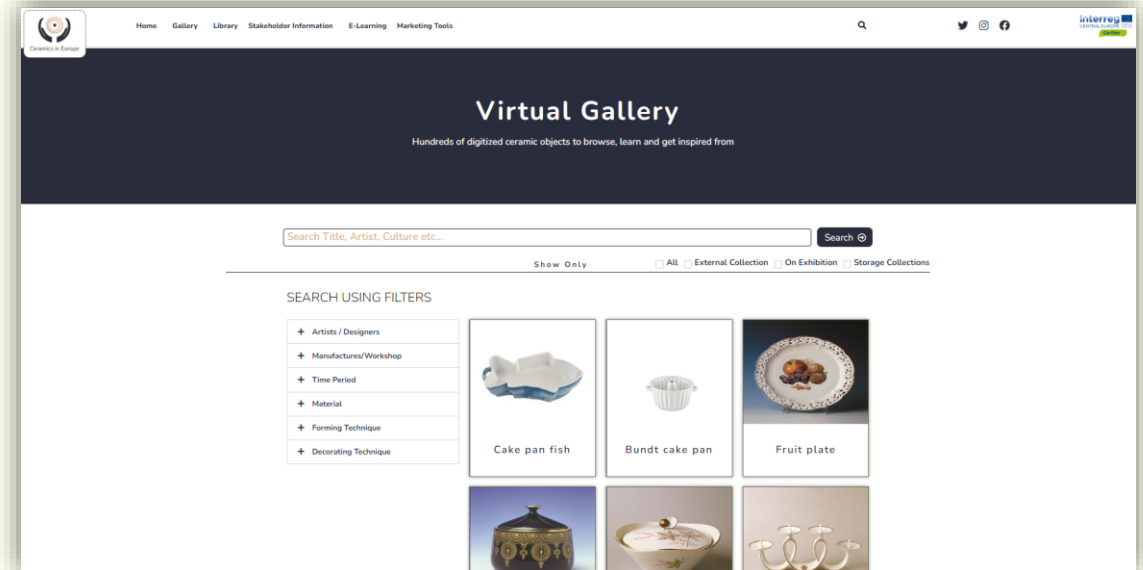 Ceramics in Europe
Home Gallery Library Stakeholder Information E-Learning Marketing Tools
Interreg
CENTRAL EUROPE
CerDee
Virtual Gallery
Hundreds of digitized ceramic objects to browse, learn and get inspired from
Search Title, Artist, Culture etc...
Search
Show Only All External Collection On Exhibition Storage Collections
SEARCH USING FILTERS
+ Artists / Designers
+ Manufactures/Workshop
+ Time Period
+ Material
+ Forming Technique
+ Decorating Technique
Cake pan fish
Bundt cake pan
Fruit plate